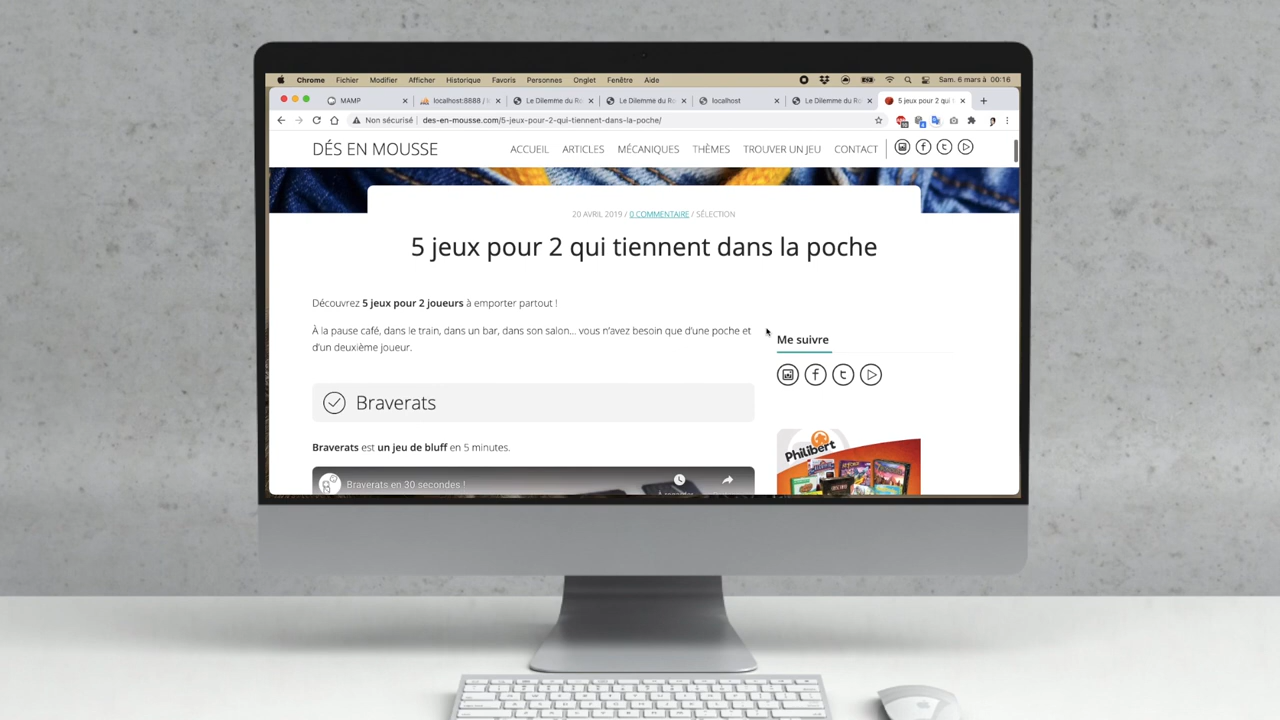 Chrome Fichier Modifier Afficher Historique Favoris Personnes Onglet Fenêtre Aide Sam. 6 mars à 00:16
MAMP localhost:8888 / Le Dilemme du Ro Le Dilemme du Ro localhost Le Dilemme du Ro 5 jeux pour 2 qui
Non sécurisé des-en-mousse.com/5-jeux-pour-2-qui-tiennent-dans-la-poche/
DÉS EN MOUSSE ACCUEIL ARTICLES MÉCANIQUES THÈMES TROUVER UN JEU CONTACT
20 AVRIL 2019 / 0 COMMENTAIRE / SÉLECTION
5 jeux pour 2 qui tiennent dans la poche
Découvrez 5 jeux pour 2 joueurs à emporter partout !
À la pause café, dans le train, dans un bar, dans son salon... vous n'avez besoin que d'une poche et
d'un deuxième joueur.
Me suivre
Braverats
Braverats est un jeu de bluff en 5 minutes.
Philibert
Braverats en 30 secondes !